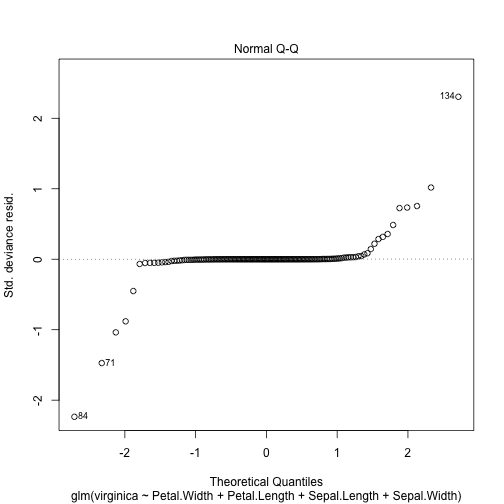 Normal Q-Q
134
2
1
0
-1
-2
Std. deviance resid.
71
84
-2 -1 0 1 2
Theoretical Quantiles
glm(virginica ~ Petal.Width + Petal.Length + Sepal.Length + Sepal.Width)